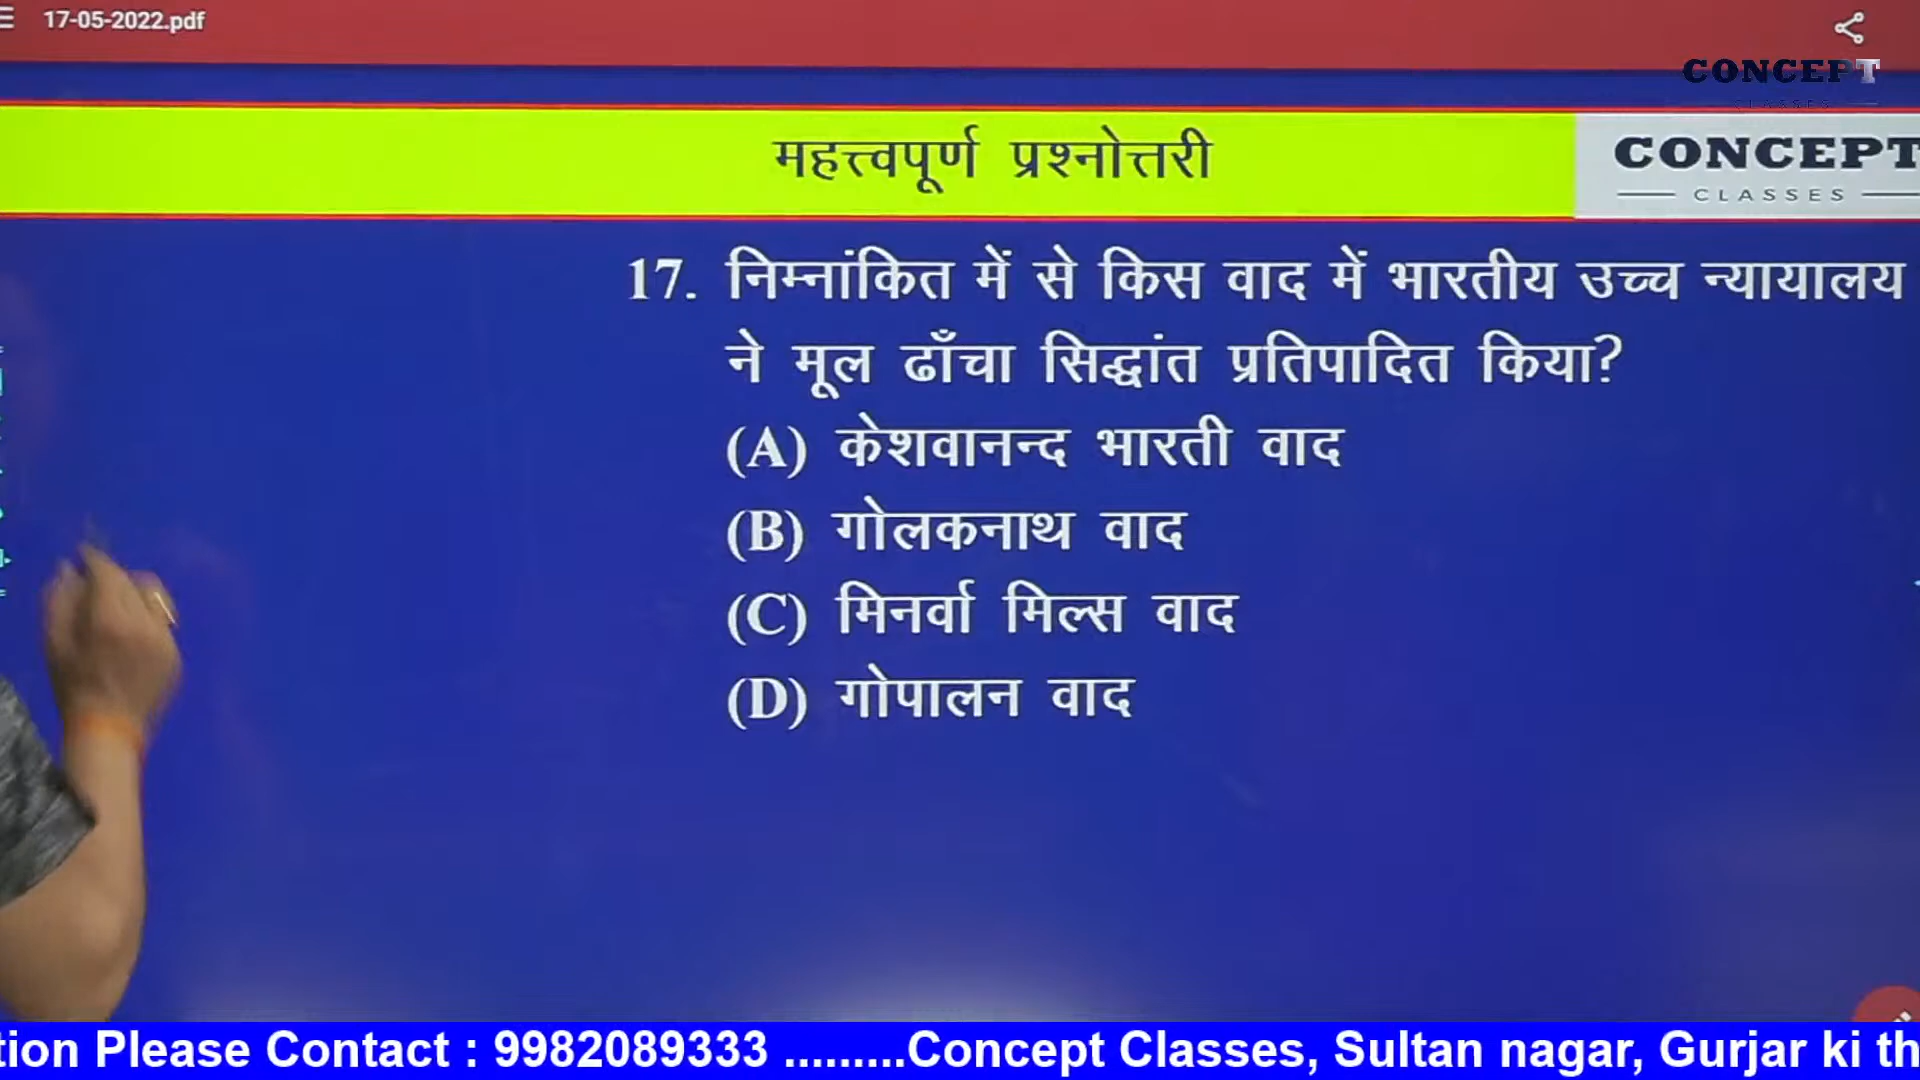 17-05-2022.pdf
CONCEPT
CLASSES
महत्त्वपूर्ण प्रश्नोत्तरी
CONCEPT
CLASSES
17. निम्नांकित में से किस वाद में भारतीय उच्च न्यायालय
ने मूल ढाँचा सिद्धांत प्रतिपादित किया?
(A) केशवानन्द भारती वाद
(B) गोलकनाथ वाद
(C) मिनर्वा मिल्स वाद
(D) गोपालन वाद
tion Please Contact : 9982089333 .........Concept Classes, Sultan nagar, Gurjar ki th